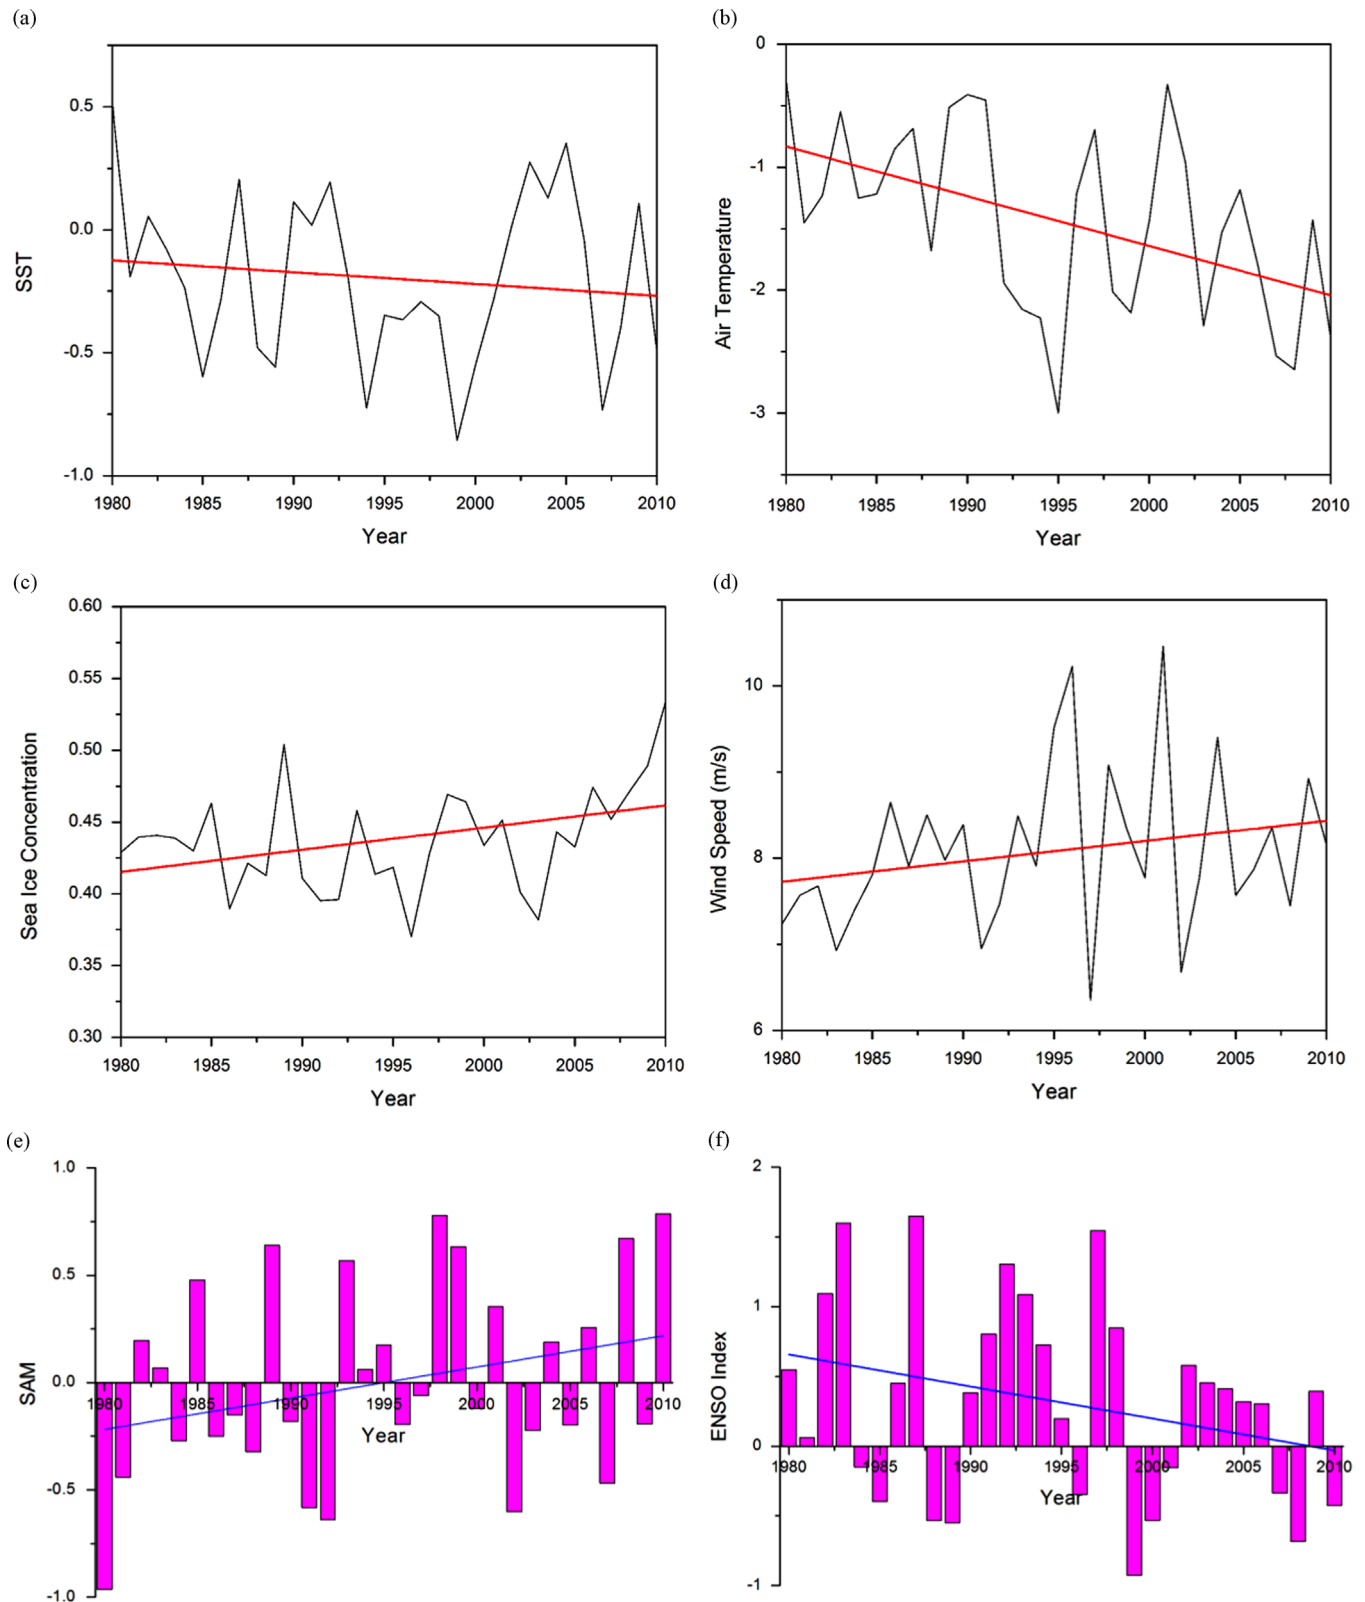 (a)
(b)
0.5
0.0
-0.5
-1.0
SST
1980 1985 1990 1995 2000 2005 2010
Year
0
-1
-2
-3
Air Temperature
1980 1985 1990 1995 2000 2005 2010
Year
(c)
(d)
0.60
0.55
0.50
0.45
0.40
0.35
0.30
Sea Ice Concentration
1980 1985 1990 1995 2000 2005 2010
Year
10
8
6
Wind Speed (m/s)
1980 1985 1990 1995 2000 2005 2010
Year
(e)
(f)
1.0
0.5
0.0
-0.5
-1.0
SAM
1980 1985 1990 1995 2000 2005 2010
Year
2
1
0
-1
ENSO Index
1980 1985 1990 1995 2000 2005 2010
Year